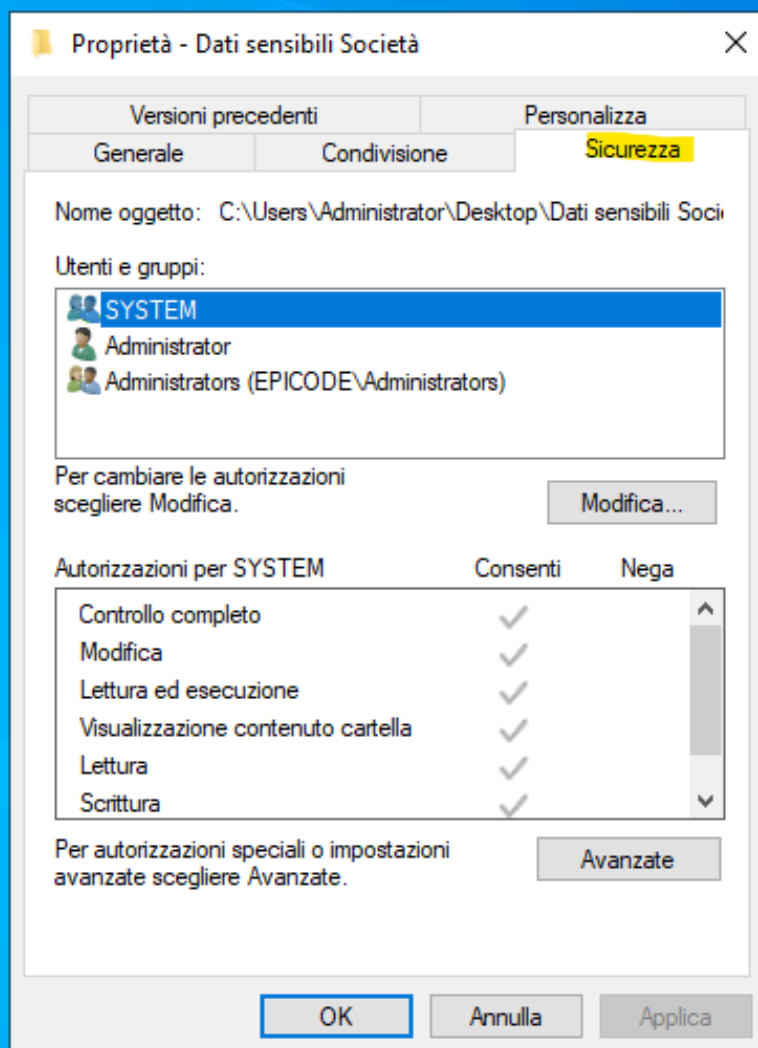 Proprietà - Dati sensibili Società
Versioni precedenti Personalizza
Generale Condivisione Sicurezza
Nome oggetto: C:\Users\Administrator\Desktop\Dati sensibili Soci
Utenti e gruppi:
SYSTEM
Administrator
Administrators (EPICODE\Administrators)
Per cambiare le autorizzazioni
scegliere Modifica.
Modifica...
Autorizzazioni per SYSTEM Consenti Nega
Controllo completo
Modifica
Lettura ed esecuzione
Visualizzazione contenuto cartella
Lettura
Scrittura
Per autorizzazioni speciali o impostazioni
avanzate scegliere Avanzate.
Avanzate
OK Annulla Applica